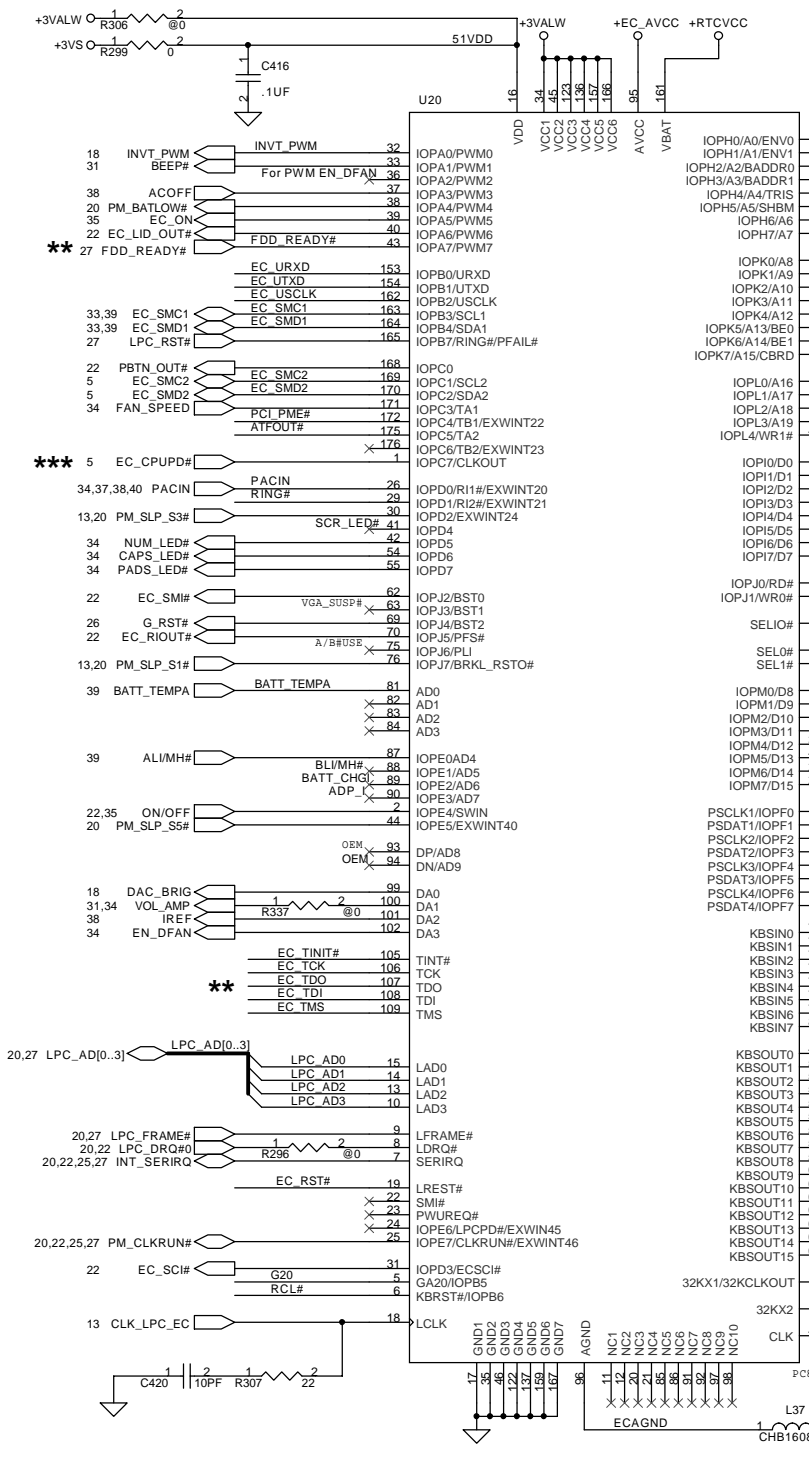 +3VALW 1 2 R306 @0
+3VS 1 2 R299 0
51VDD
1 C416 2 .1UF
+3VALW
+EC_AVCC
+RTCVCC
U20
16 34 45 123 136 157 166 95 161
VDD VCC1 VCC2 VCC3 VCC4 VCC5 VCC6 AVCC VBAT
18 INVT_PWM INVT_PWM 32 IOPA0/PWM0
31 BEEP# 33 IOPA1/PWM1
For PWM EN_DFAN 36 IOPA2/PWM2
38 ACOFF 37 IOPA3/PWM3
20 PM_BATLOW# 38 IOPA4/PWM4
35 EC_ON 39 IOPA5/PWM5
22 EC_LID_OUT# 40 IOPA6/PWM6
** 27 FDD_READY# FDD_READY# 43 IOPA7/PWM7
EC_URXD 153 IOPB0/URXD
EC_UTXD 154 IOPB1/UTXD
EC_USCLK 162 IOPB2/USCLK
33,39 EC_SMC1 EC_SMC1 163 IOPB3/SCL1
33,39 EC_SMD1 EC_SMD1 164 IOPB4/SDA1
27 LPC_RST# 165 IOPB7/RING#/PFAIL#
22 PBTN_OUT# 168 IOPC0
5 EC_SMC2 EC_SMC2 169 IOPC1/SCL2
5 EC_SMD2 EC_SMD2 170 IOPC2/SDA2
34 FAN_SPEED 171 IOPC3/TA1
PCI_PME# 172 IOPC4/TB1/EXWINT22
ATFOUT# 175 IOPC5/TA2
176 IOPC6/TB2/EXWINT23
*** 5 EC_CPUPD# 1 IOPC7/CLKOUT
34,37,38,40 PACIN PACIN 26 IOPD0/RI1#/EXWINT20
RING# 29 IOPD1/RI2#/EXWINT21
13,20 PM_SLP_S3# 30 IOPD2/EXWINT24
SCR_LED# 41 IOPD4
34 NUM_LED# 42 IOPD5
34 CAPS_LED# 54 IOPD6
34 PADS_LED# 55 IOPD7
22 EC_SMI# 62 IOPJ2/BST0
VGA_SUSP# 63 IOPJ3/BST1
26 G_RST# 69 IOPJ4/BST2
22 EC_RIOUT# 70 IOPJ5/PFS#
A/B#USE 75 IOPJ6/PLI
13,20 PM_SLP_S1# 76 IOPJ7/BRKL_RSTO#
39 BATT_TEMPA BATT_TEMPA 81 AD0
82 AD1
83 AD2
84 AD3
39 ALI/MH# 87 IOPE0AD4
BLI/MH# 88 IOPE1/AD5
BATT_CHGI 89 IOPE2/AD6
ADP_I 90 IOPE3/AD7
22,35 ON/OFF 2 IOPE4/SWIN
20 PM_SLP_S5# 44 IOPE5/EXWINT40
OEM 93 DP/AD8
OEM 94 DN/AD9
18 DAC_BRIG 99 DA0
31,34 VOL_AMP 1 2 R337 @0 100 DA1
38 IREF 101 DA2
34 EN_DFAN 102 DA3
EC_TINIT# 105 TINT#
EC_TCK 106 TCK
** EC_TDO 107 TDO
EC_TDI 108 TDI
EC_TMS 109 TMS
20,27 LPC_AD[0..3] LPC_AD[0..3]
LPC_AD0 15 LAD0
LPC_AD1 14 LAD1
LPC_AD2 13 LAD2
LPC_AD3 10 LAD3
20,27 LPC_FRAME# 9 LFRAME#
20,22 LPC_DRQ#0 1 2 R296 @0 8 LDRQ#
20,22,25,27 INT_SERIRQ 7 SERIRQ
EC_RST# 19 LREST#
22 SMI#
23 PWUREQ#
24 IOPE6/LPCPD#/EXWIN45
20,22,25,27 PM_CLKRUN# 25 IOPE7/CLKRUN#/EXWINT46
22 EC_SCI# 31 IOPD3/ECSCI#
G20 5 GA20/IOPB5
RCL# 6 KBRST#/IOPB6
13 CLK_LPC_EC 18 LCLK
1 2 C420 10PF 1 2 R307 22
IOPH0/A0/ENV0
IOPH1/A1/ENV1
IOPH2/A2/BADDR0
IOPH3/A3/BADDR1
IOPH4/A4/TRIS
IOPH5/A5/SHBM
IOPH6/A6
IOPH7/A7
IOPK0/A8
IOPK1/A9
IOPK2/A10
IOPK3/A11
IOPK4/A12
IOPK5/A13/BE0
IOPK6/A14/BE1
IOPK7/A15/CBRD
IOPL0/A16
IOPL1/A17
IOPL2/A18
IOPL3/A19
IOPL4/WR1#
IOPI0/D0
IOPI1/D1
IOPI2/D2
IOPI3/D3
IOPI4/D4
IOPI5/D5
IOPI6/D6
IOPI7/D7
IOPJ0/RD#
IOPJ1/WR0#
SELIO#
SEL0#
SEL1#
IOPM0/D8
IOPM1/D9
IOPM2/D10
IOPM3/D11
IOPM4/D12
IOPM5/D13
IOPM6/D14
IOPM7/D15
PSCLK1/IOPF0
PSDAT1/IOPF1
PSCLK2/IOPF2
PSDAT2/IOPF3
PSCLK3/IOPF4
PSDAT3/IOPF5
PSCLK4/IOPF6
PSDAT4/IOPF7
KBSIN0
KBSIN1
KBSIN2
KBSIN3
KBSIN4
KBSIN5
KBSIN6
KBSIN7
KBSOUT0
KBSOUT1
KBSOUT2
KBSOUT3
KBSOUT4
KBSOUT5
KBSOUT6
KBSOUT7
KBSOUT8
KBSOUT9
KBSOUT10
KBSOUT11
KBSOUT12
KBSOUT13
KBSOUT14
KBSOUT15
32KX1/32KCLKOUT
32KX2
CLK
GND1 GND2 GND3 GND4 GND5 GND6 GND7 AGND NC1 NC2 NC3 NC4 NC5 NC6 NC7 NC8 NC9 NC10
17 35 46 122 137 159 167 96 11 12 20 21 85 86 91 92 97 98
PC8
ECAGND
L37
1
CHB1608